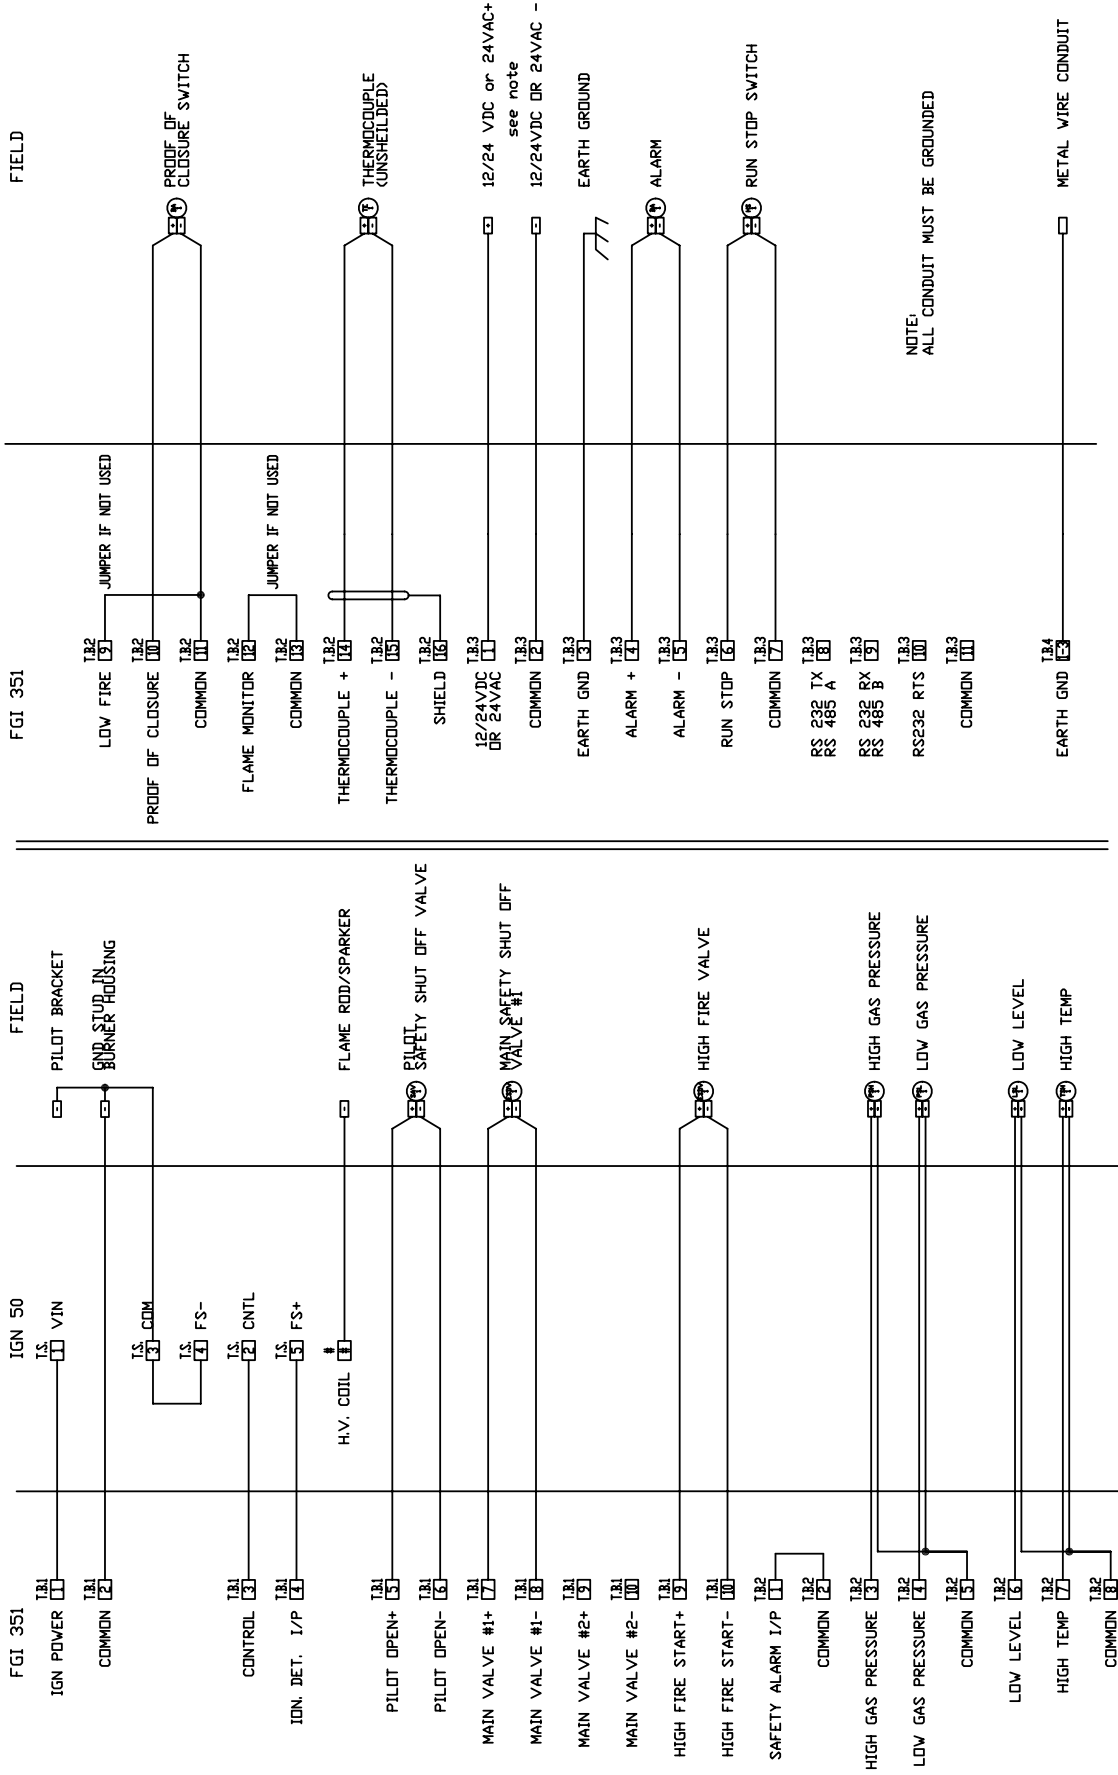 FGI 351
IGN 50
FIELD
IGN POWER
T.B.1
1
T.S.
1
VIN
PILOT BRACKET
COMMON
T.B.1
2
GND STUD IN
BURNER HOUSING
T.S.
3
COM
T.S.
4
FS-
CONTROL
T.B.1
3
T.S.
2
CNTL
ION. DET. I/P
T.B.1
4
T.S.
5
FS+
H.V. COIL
#
#
FLAME ROD/SPARKER
PILOT OPEN+
T.B.1
5
PILOT
SAFETY SHUT OFF VALVE
PILOT OPEN-
T.B.1
6
MAIN VALVE #1+
T.B.1
7
MAIN SAFETY SHUT OFF
VALVE #1
MAIN VALVE #1-
T.B.1
8
MAIN VALVE #2+
T.B.1
9
MAIN VALVE #2-
T.B.1
10
HIGH FIRE START+
T.B.1
9
HIGH FIRE VALVE
HIGH FIRE START-
T.B.1
10
SAFETY ALARM I/P
T.B.2
1
COMMON
T.B.2
2
HIGH GAS PRESSURE
T.B.2
3
HIGH GAS PRESSURE
LOW GAS PRESSURE
T.B.2
4
LOW GAS PRESSURE
COMMON
T.B.2
5
LOW LEVEL
T.B.2
6
LOW LEVEL
HIGH TEMP
T.B.2
7
HIGH TEMP
COMMON
T.B.2
8
FGI 351
FIELD
LOW FIRE
T.B.2
9
JUMPER IF NOT USED
PROOF OF CLOSURE
T.B.2
10
PROOF OF
CLOSURE SWITCH
COMMON
T.B.2
11
FLAME MONITOR
T.B.2
12
JUMPER IF NOT USED
COMMON
T.B.2
13
THERMOCOUPLE +
T.B.2
14
THERMOCOUPLE
(UNSHEILDED)
THERMOCOUPLE -
T.B.2
15
SHIELD
T.B.2
16
12/24VDC
OR 24VAC
T.B.3
1
+
12/24 VDC or 24VAC+
see note
COMMON
T.B.3
2
-
12/24VDC OR 24VAC -
EARTH GND
T.B.3
3
EARTH GROUND
ALARM +
T.B.3
4
ALARM
ALARM -
T.B.3
5
RUN STOP
T.B.3
6
RUN STOP SWITCH
COMMON
T.B.3
7
RS 232 TX
RS 485 A
T.B.3
8
RS 232 RX
RS 485 B
T.B.3
9
RS232 RTS
T.B.3
10
NOTE:
ALL CONDUIT MUST BE GROUNDED
COMMON
T.B.3
11
EARTH GND
T.B.4
1-3
METAL WIRE CONDUIT